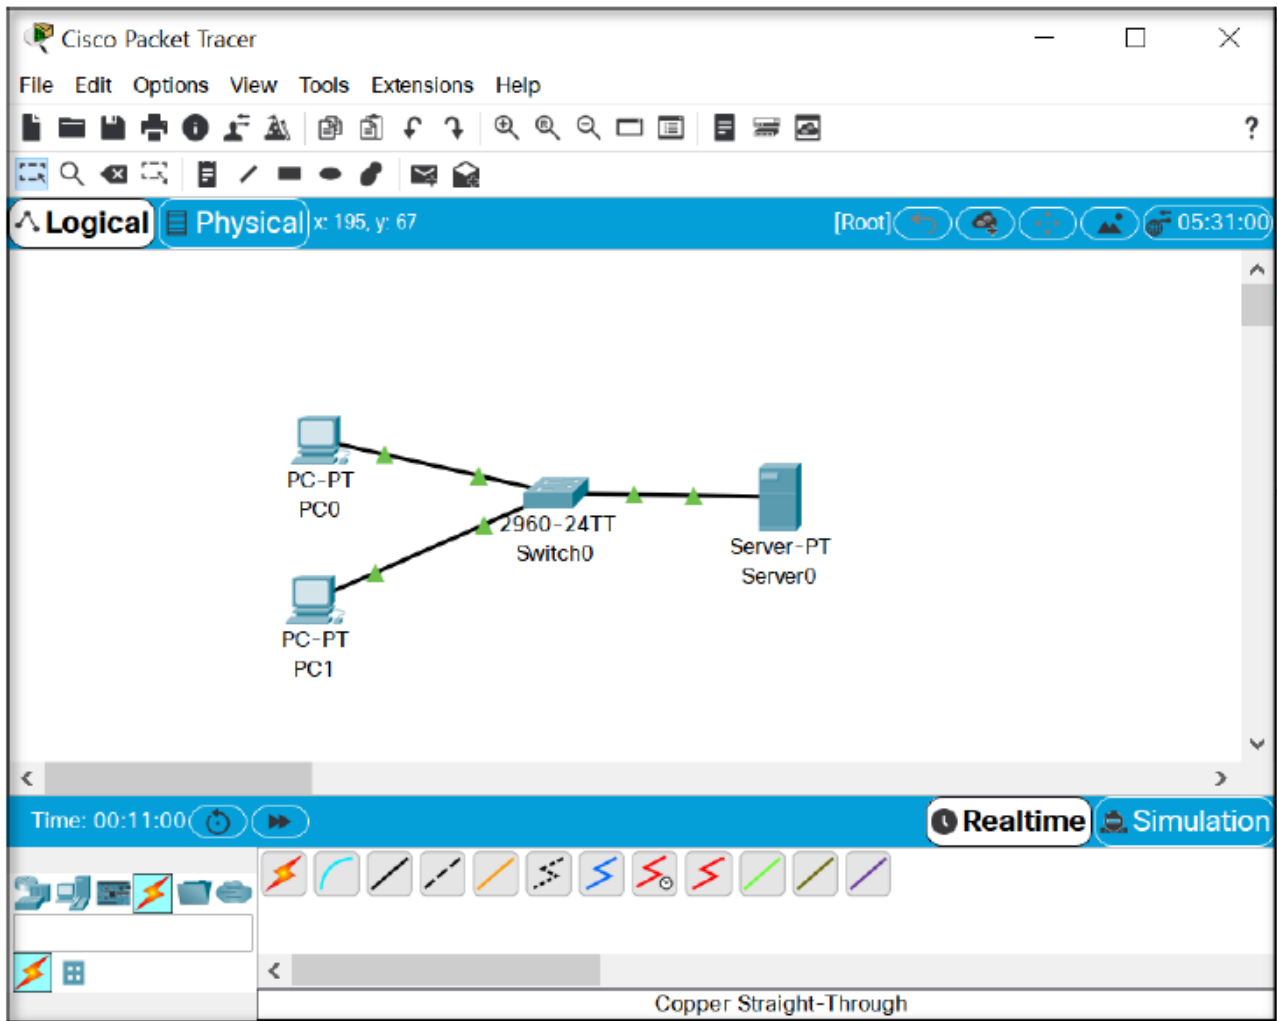 Cisco Packet Tracer
File Edit Options View Tools Extensions Help
?
Logical Physical x: 195, y: 67 [Root] 05:31:00
PC-PT
PC0
2960-24TT
Switch0
Server-PT
Server0
PC-PT
PC1
Time: 00:11:00 Realtime Simulation
Copper Straight-Through